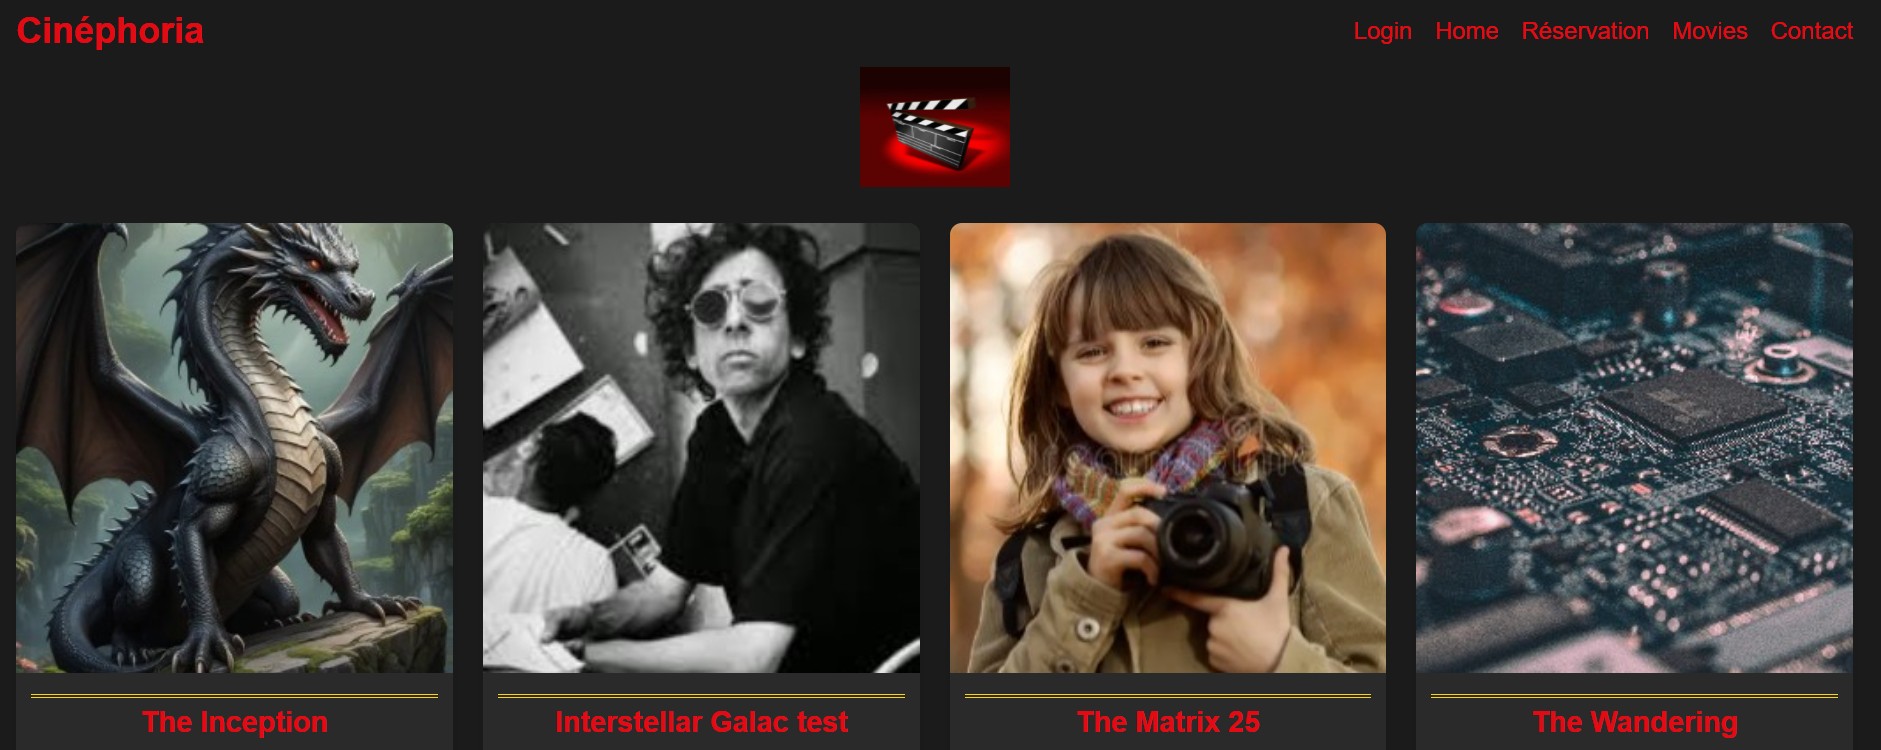 Cinéphoria
Login Home Réservation Movies Contact
The Inception
Interstellar Galac test
The Matrix 25
The Wandering